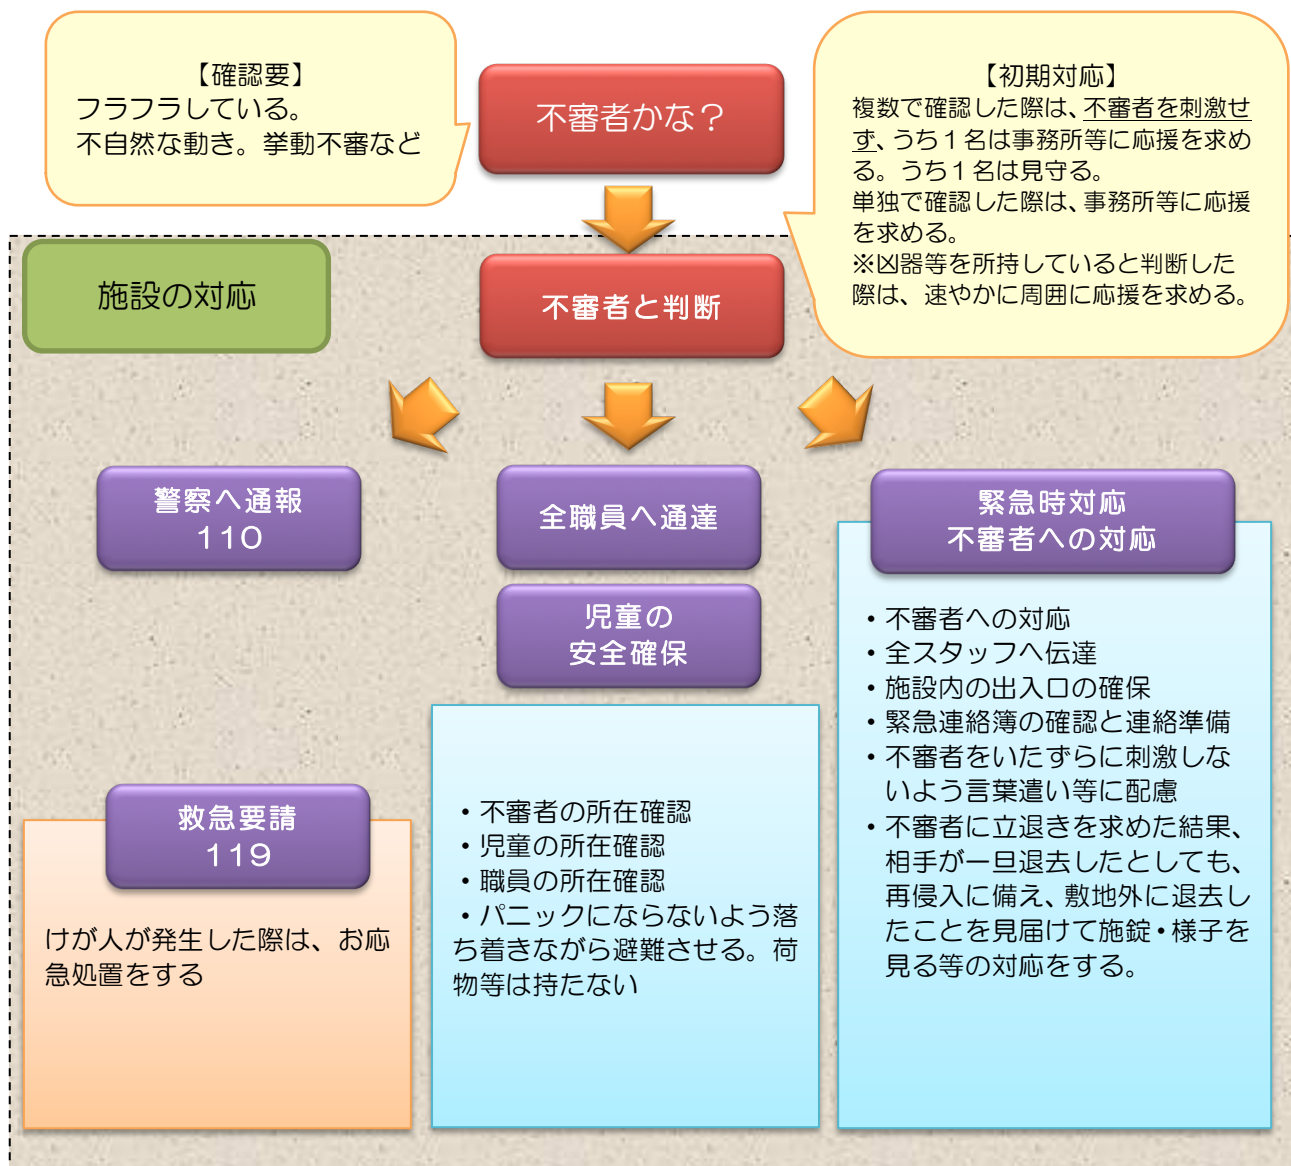 【確認要】
フラフラしている。
不自然な動き。挙動不審など
不審者かな？
【初期対応】
複数で確認した際は、不審者を刺激せ
ず、うち１名は事務所等に応援を求め
る。うち１名は見守る。
単独で確認した際は、事務所等に応援
を求める。
※凶器等を所持していると判断した
際は、速やかに周囲に応援を求める。
施設の対応
不審者と判断
警察へ通報
１１０
全職員へ通達
児童の
安全確保
緊急時対応
不審者への対応
救急要請
１１９
けが人が発生した際は、お応
急処置をする
・不審者の所在確認
・児童の所在確認
・職員の所在確認
・パニックにならないよう落
ち着きながら避難させる。荷
物等は持たない
・不審者への対応
・全スタッフへ伝達
・施設内の出入口の確保
・緊急連絡簿の確認と連絡準備
・不審者をいたずらに刺激しな
いよう言葉遣い等に配慮
・不審者に立退きを求めた結果、
相手が一旦退去したとしても、
再侵入に備え、敷地外に退去し
たことを見届けて施錠・様子を
見る等の対応をする。